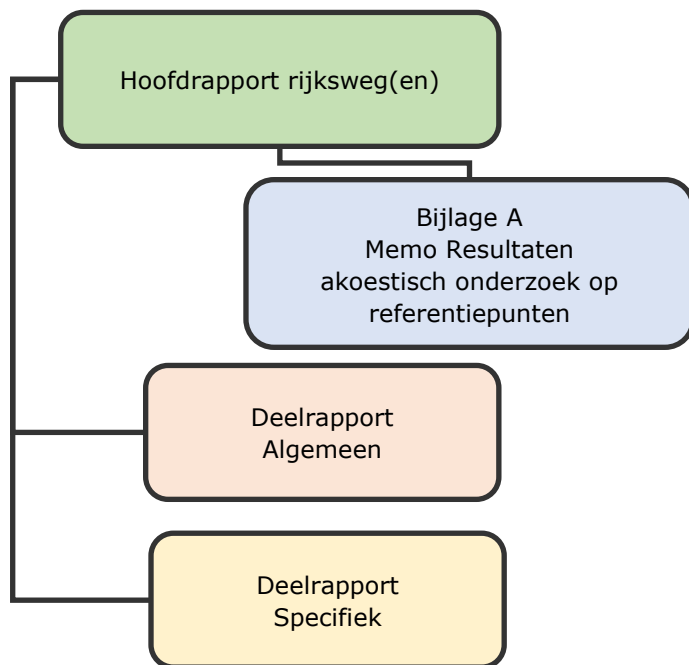 Hoofdrapport rijksweg(en)
Bijlage A
Memo Resultaten
akoestisch onderzoek op
referentiepunten
Deelrapport
Algemeen
Deelrapport
Specifiek